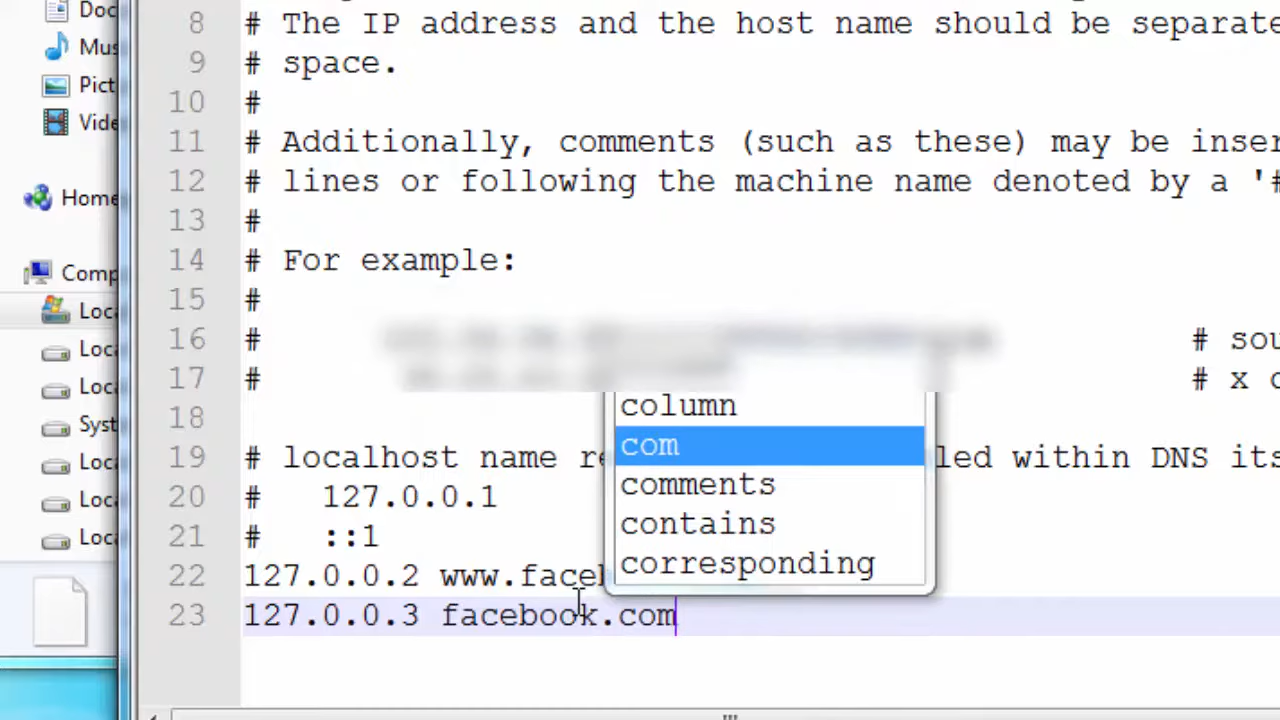 Doc
Mus
Pict
Vide
Home
Comp
Loca
Loca
Loca
Syst
Loca
Loca
Loca
8 # The IP address and the host name should be separate
9 # space.
10 #
11 # Additionally, comments (such as these) may be inser
12 # lines or following the machine name denoted by a '#
13 #
14 # For example:
15 #
16 # # sou
17 # # x c
18
19 # localhost name re led within DNS its
20 # 127.0.0.1
21 # ::1
22 127.0.0.2 www.faceb
23 127.0.0.3 facebook.com
column
com
comments
contains
corresponding